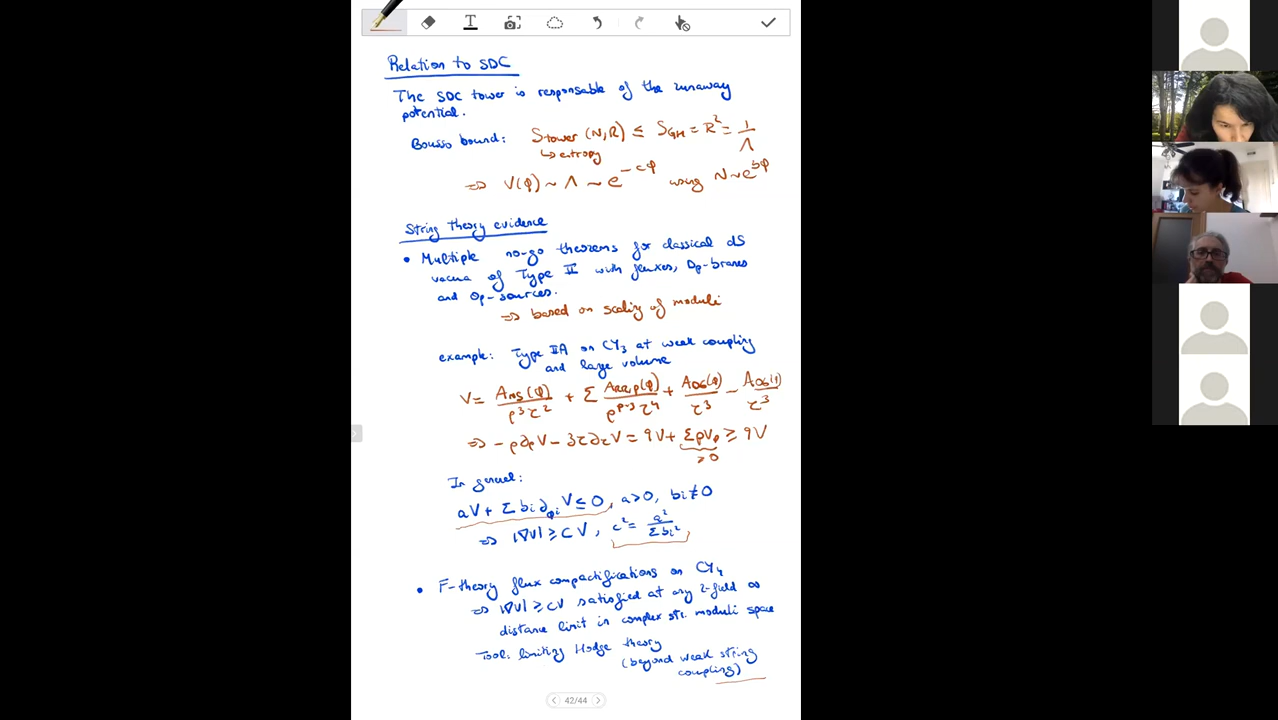 T
Relation to SDC
The SDC tower is responsable of the runaway
potential.
Bousso bound: S_Tower (N,R) ≤ S_GH = R² = 1/Λ
↳ entropy
⇒ V(φ) ~ Λ ~ e^{-cφ} using N ~ e^{bφ}
String theory evidence
• Multiple no-go theorems for classical dS
vacua of Type II with fluxes, Dp-branes
and Op-sources.
⇒ based on scaling of moduli
example: Type IIA on CY₃ at weak coupling
and large volume
V = A_NS(φ)/ρ³τ² + Σ A_RR,p(φ)/ρ^{p-3}τ⁴ + A_D6(φ)/τ³ - A_O6(φ)/τ³
⇒ -ρ∂ρV - 3τ∂τV = 9V + ΣpVp ≥ 9V
≥0
In general:
aV + Σ bi ∂φi V ≤ 0, a>0, bi ≠ 0
⇒ |∇V| ≥ cV, c² = a²/Σbi²
• F-theory flux compactifications on CY₄
⇒ |∇V| ≥ cV satisfied at any 2-field ∞
distance limit in complex str. moduli space
Tool: limiting Hodge theory
(beyond weak string
coupling)
42/44